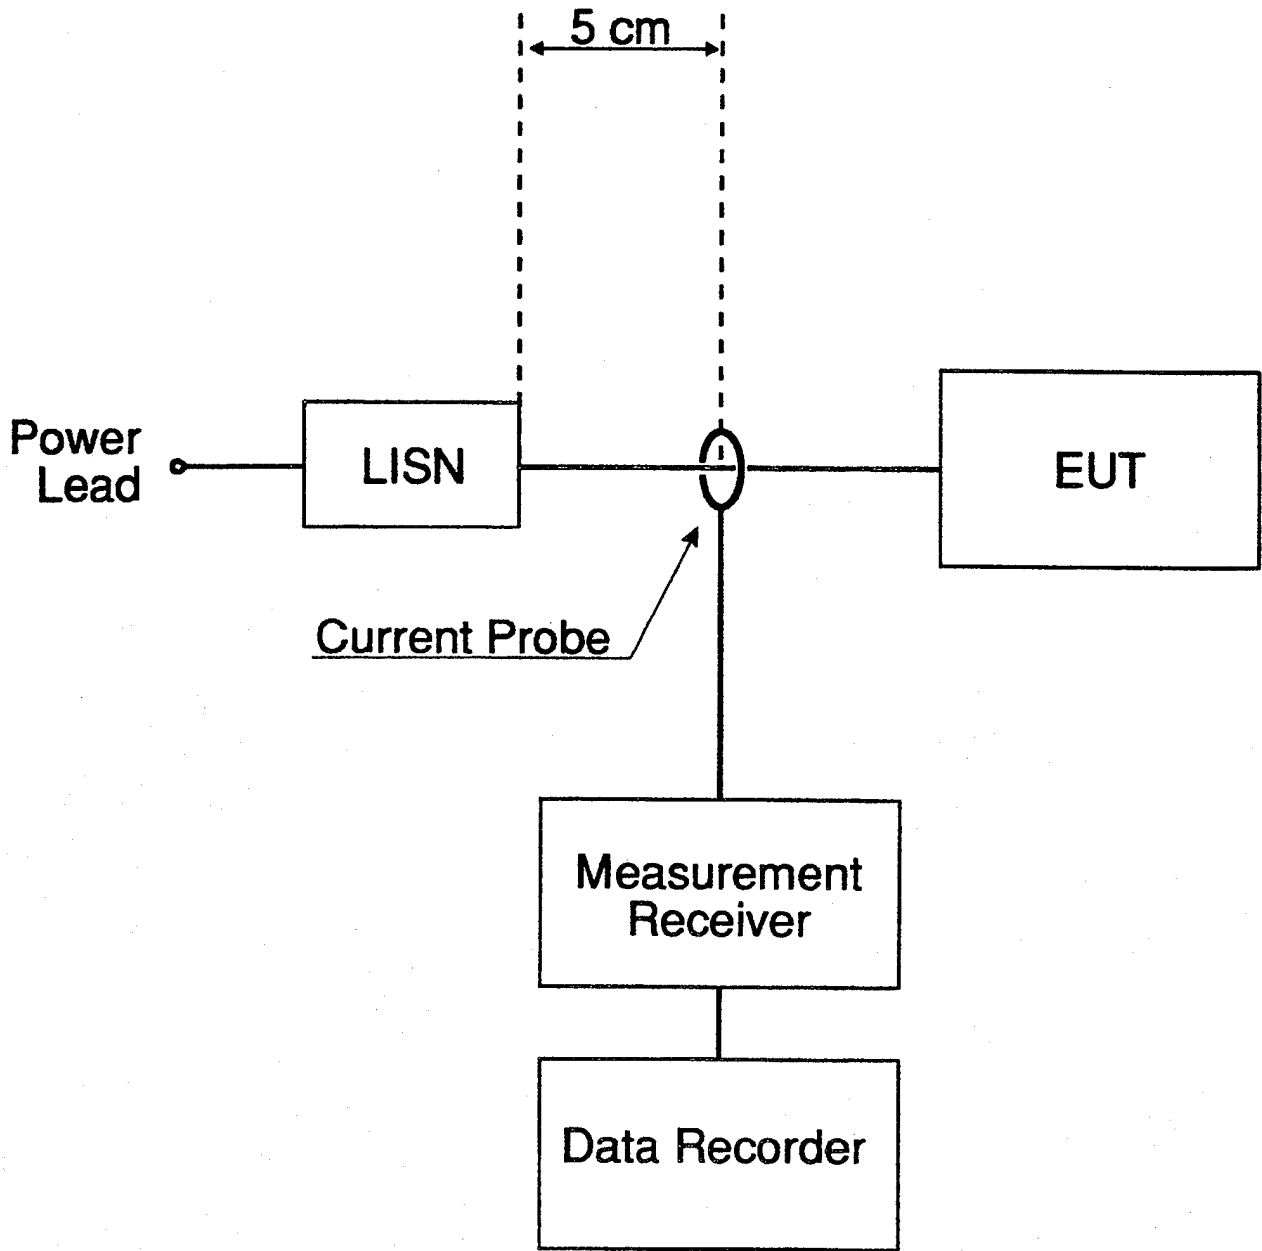 5 cm
Power
Lead
LISN
EUT
Current Probe
Measurement
Receiver
Data Recorder